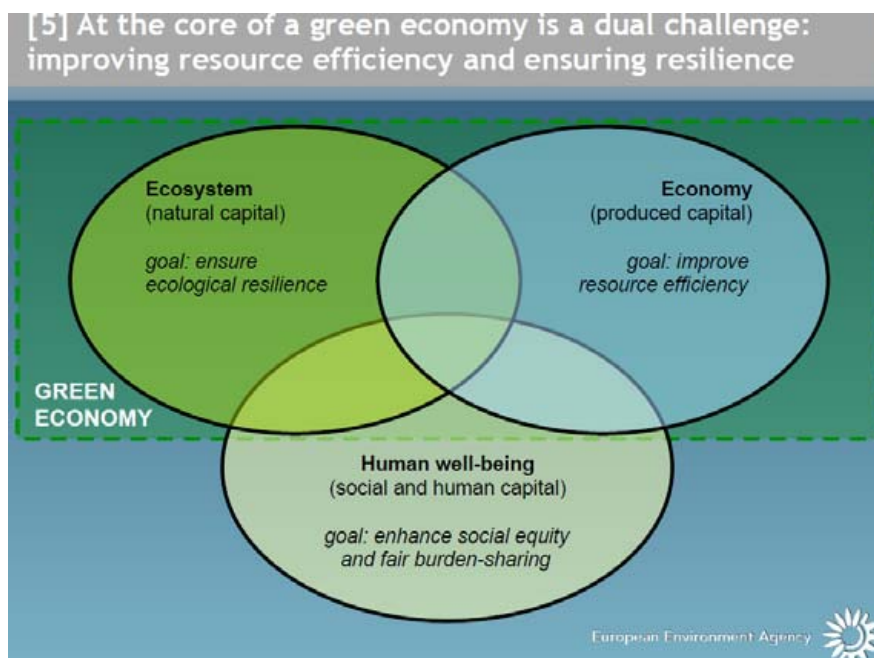 [5] At the core of a green economy is a dual challenge:
improving resource efficiency and ensuring resilience
Ecosystem
(natural capital)
goal: ensure
ecological resilience
Economy
(produced capital)
goal: improve
resource efficiency
GREEN
ECONOMY
Human well-being
(social and human capital)
goal: enhance social equity
and fair burden-sharing
European Environment Agency